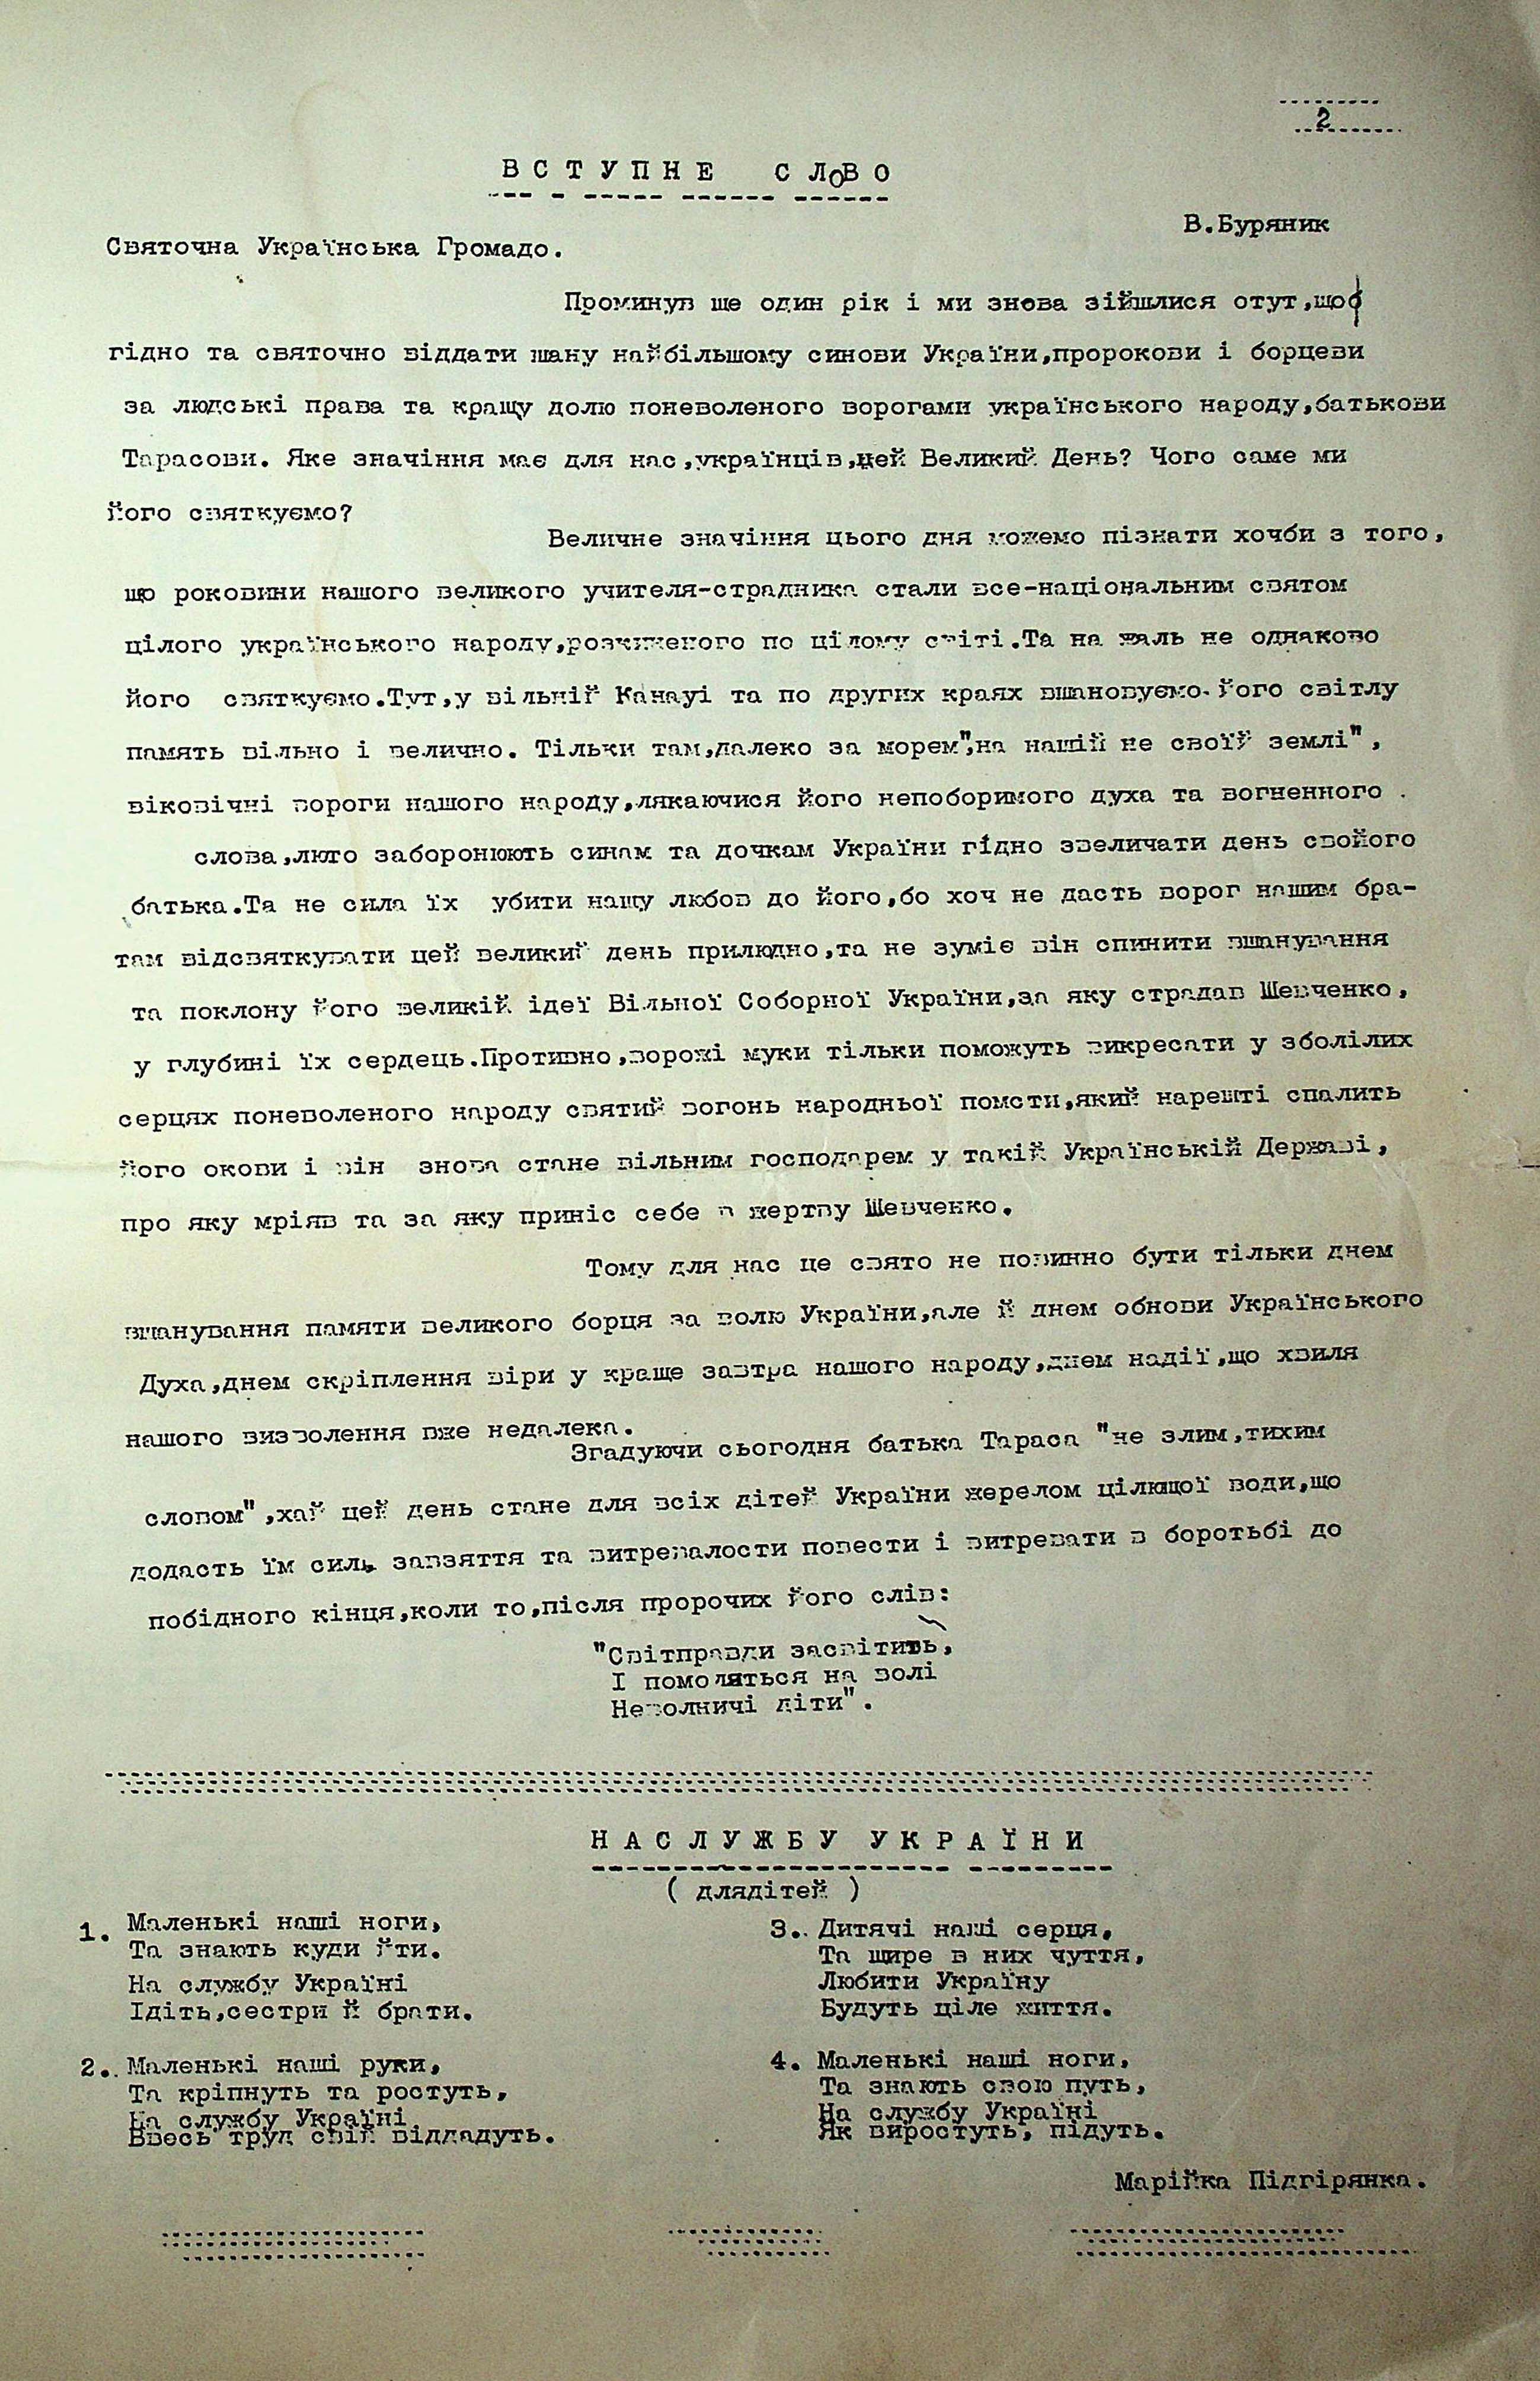 2
ВСТУПНЕ СЛОВО
В.Буряник
Святочна Українська Громадо.
Проминув ще один рік і ми знова зійшлися отут,щоб
гідно та святочно віддати шану найбільшому синови України,пророкови і борцеви
за людські права та кращу долю поневоленого ворогами українського народу,батькови
Тарасови. Яке значіння має для нас,українців,цей Великий День? Чого саме ми
його святкуємо?
Величне значіння цього дня можемо пізнати хочби з того,
що роковини нашого великого учителя-страдника стали все-національним святом
цілого українського народу,розкиненого по цілому світі.Та на жаль не однаково
його святкуємо.Тут,у вільній Канауі та по других краях вшановуємо його світлу
память вільно і велично. Тільки там,далеко за морем",на нашій не своїй землі",
віковічні вороги нашого народу,лякаючися його непоборимого духа та вогненного
слова,люто заборонюють синам та дочкам України гідно звеличати день свойого
батька.Та не сила їх убити нашу любов до його,бо хоч не дасть ворог нашим бра-
там відсвяткувати цей великий день прилюдно,та не зуміє він спинити вшанування
та поклону його великій ідеї Вільної Соборної України,за яку страдав Шевченко,
у глубині їх сердець.Противно,ворожі муки тільки поможуть викресати у зболілих
серцях поневоленого народу святий вогонь народньої помсти,який нарешті спалить
його окови і він знова стане вільним господарем у такій Українській Державі,
про яку мріяв та за яку приніс себе в жертву Шевченко.
Тому для нас це свято не повинно бути тільки днем
вшанування памяти великого борця за волю України,але й днем обнови Українського
Духа,днем скріплення віри у краще завтра нашого народу,днем надії,що хвиля
нашого визволення вже недалека.
Згадуючи сьогодня батька Тараса "не злим,тихим
словом",хай цей день стане для всіх дітей України жерелом цілющої води,що
додасть їм сили, завзяття та витревалости повести і витревати в боротьбі до
побідного кінця,коли то,після пророчих його слів:
"Світправди засвітить,
І помоляться на волі
Невольничі діти".
НАСЛУЖБУ УКРАЇНИ
( длядітей )
1. Маленькі наші ноги,
Та знають куди йти.
На службу Україні
Ідіть,сестри й брати.
2. Маленькі наші руки,
Та кріпнуть та ростуть,
На службу Україні
Ввесь труд свій віддадуть.
3. Дитячі наші серця,
Та щире в них чуття,
Любити Україну
Будуть ціле життя.
4. Маленькі наші ноги,
Та знають свою путь,
На службу Україні
Як виростуть, підуть.
Марійка Підгірянка.